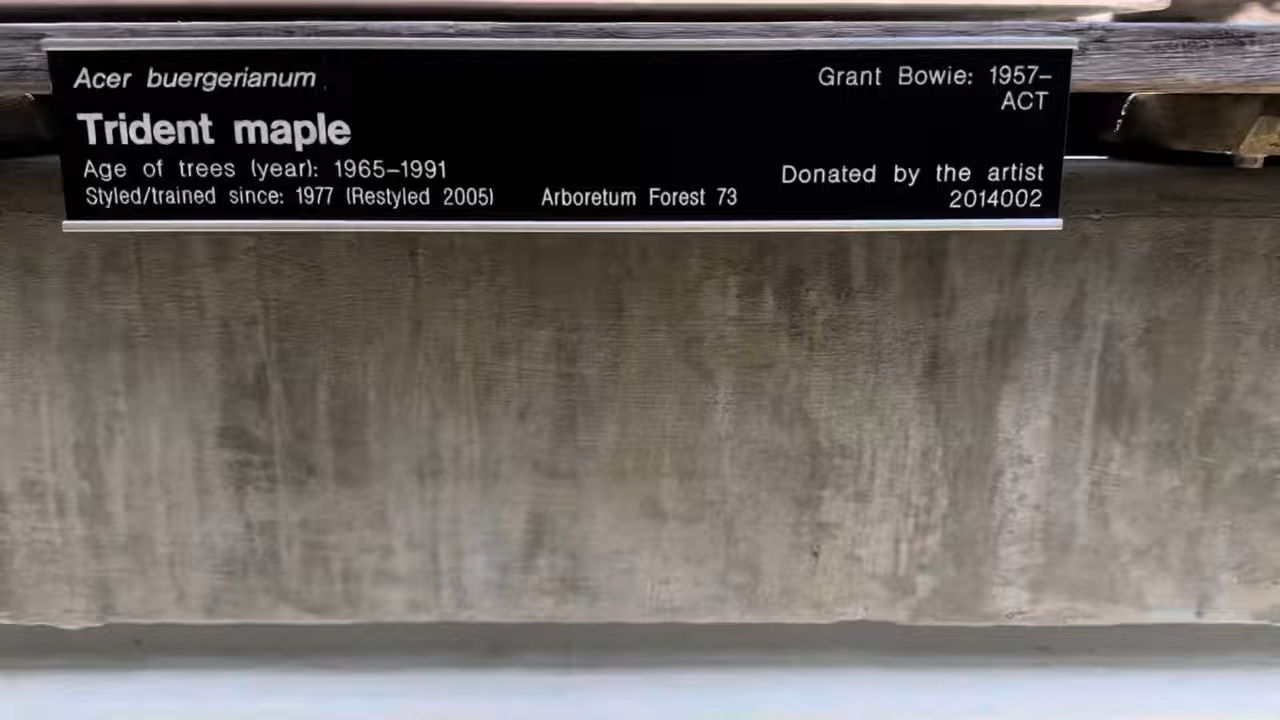 Acer buergerianum
Trident maple
Age of trees (year): 1965–1991
Styled/trained since: 1977 (Restyled 2005)
Arboretum Forest 73
Grant Bowie: 1957–
ACT
Donated by the artist
2014002